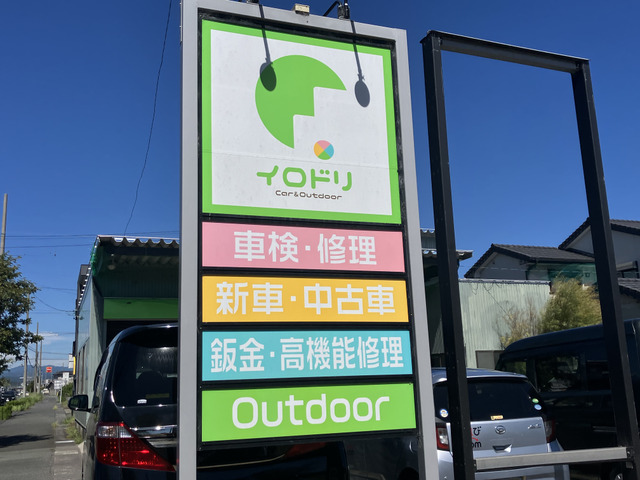 イロドリ
Car&Outdoor
車検・修理
新車・中古車
鈑金・高機能修理
Outdoor